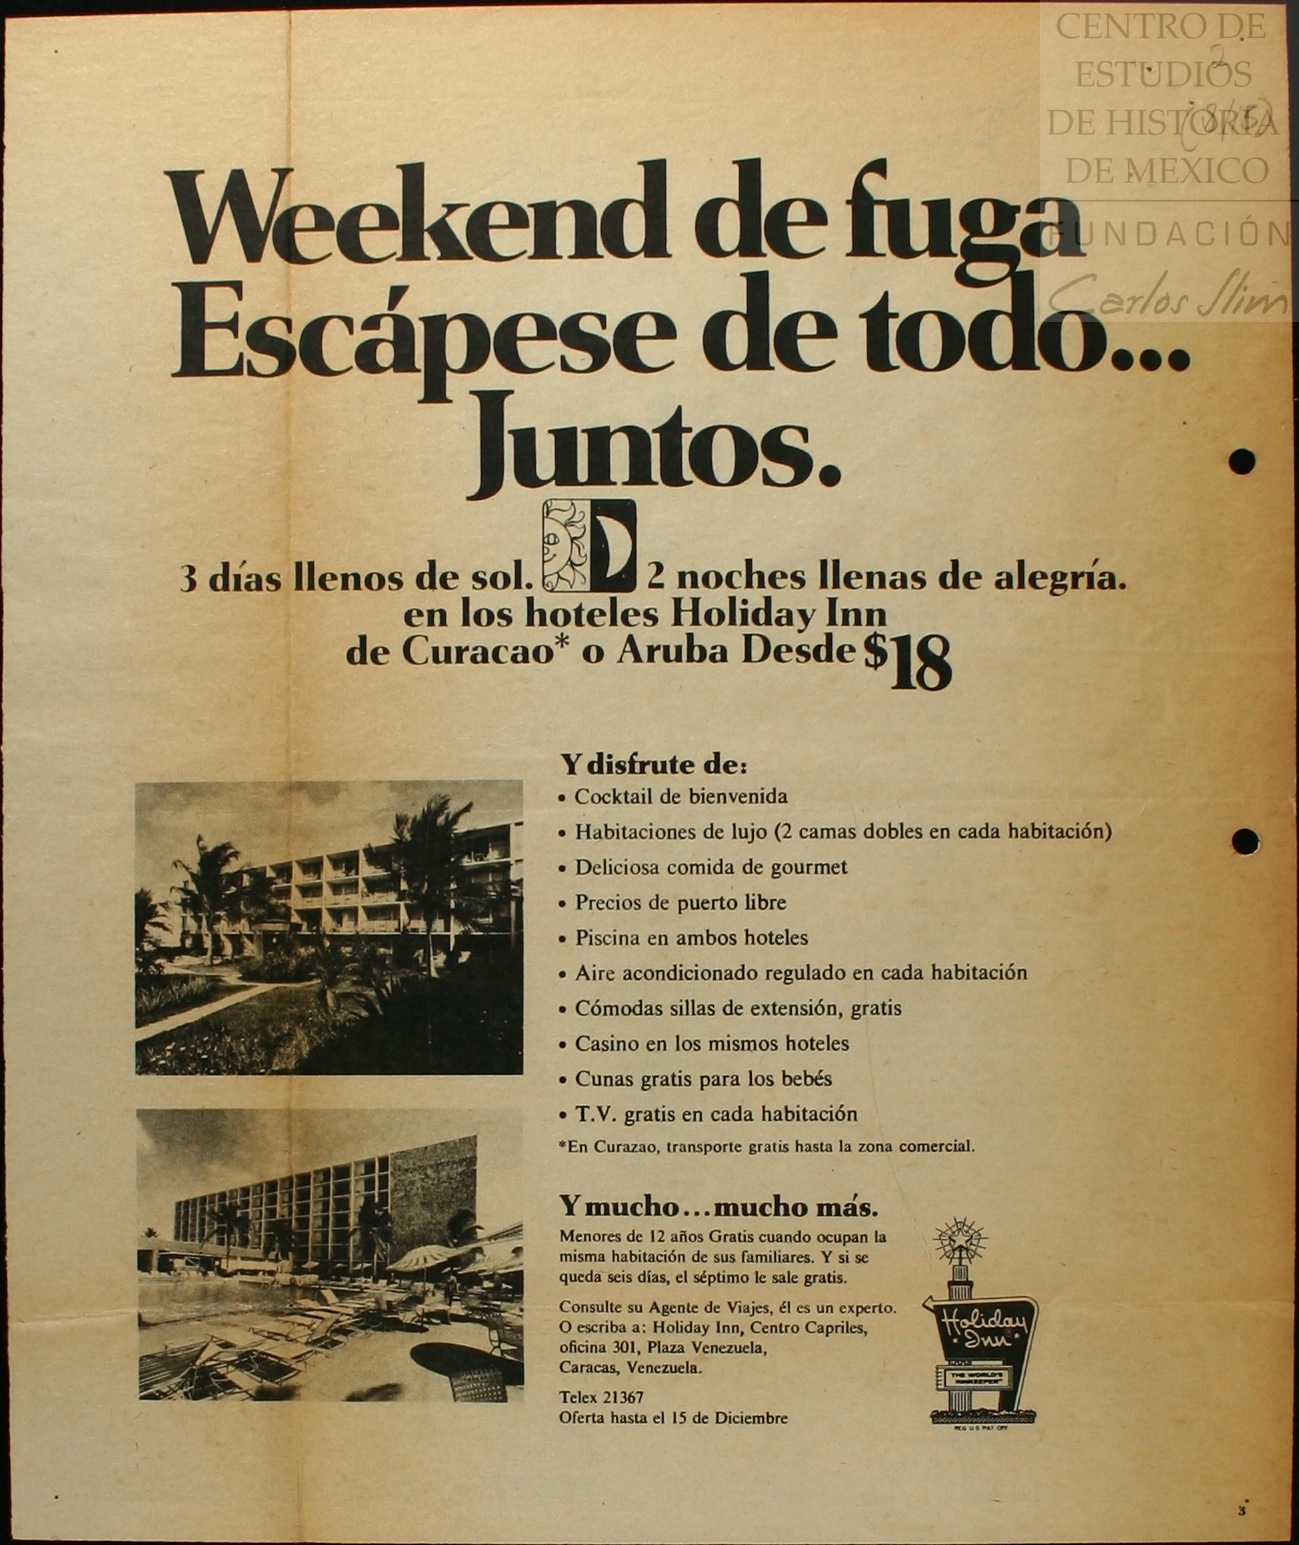 CENTRO DE
ESTUDIOS
DE HISTORIA
DE MEXICO
FUNDACIÓN
Carlos Slim
2
Weekend de fuga
Escápese de todo...
Juntos.
3 días llenos de sol. 2 noches llenas de alegría.
en los hoteles Holiday Inn
de Curacao* o Aruba Desde $18
Y disfrute de:
• Cocktail de bienvenida
• Habitaciones de lujo (2 camas dobles en cada habitación)
• Deliciosa comida de gourmet
• Precios de puerto libre
• Piscina en ambos hoteles
• Aire acondicionado regulado en cada habitación
• Cómodas sillas de extensión, gratis
• Casino en los mismos hoteles
• Cunas gratis para los bebés
• T.V. gratis en cada habitación
*En Curazao, transporte gratis hasta la zona comercial.
Y mucho...mucho más.
Menores de 12 años Gratis cuando ocupan la
misma habitación de sus familiares. Y si se
queda seis días, el séptimo le sale gratis.
Consulte su Agente de Viajes, él es un experto.
O escriba a: Holiday Inn, Centro Capriles,
oficina 301, Plaza Venezuela,
Caracas, Venezuela.
Telex 21367
Oferta hasta el 15 de Diciembre
Holiday
Inn
THE WORLD'S
INNKEEPER
REG U S PAT OFF
3